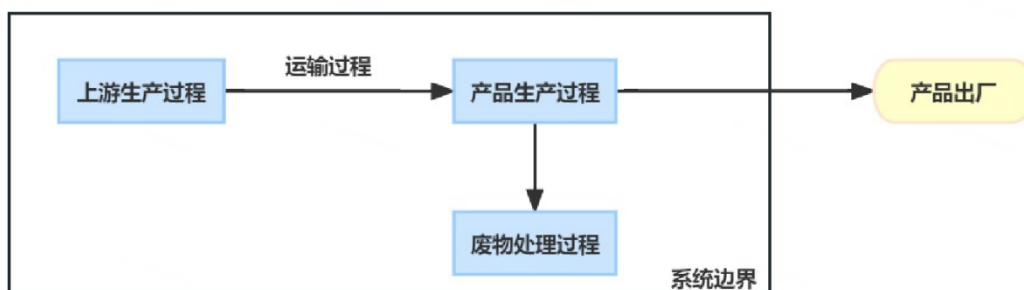 运输过程
上游生产过程
产品生产过程
产品出厂
废物处理过程
系统边界